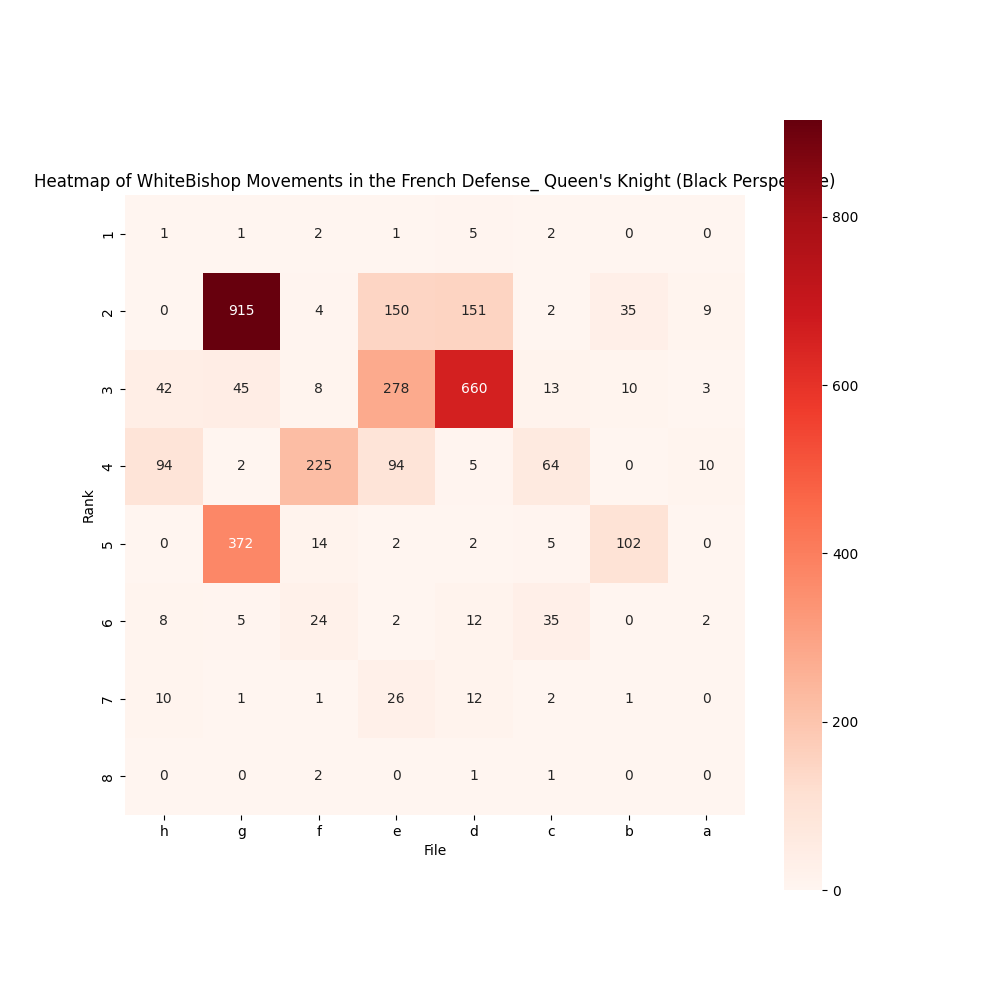 Heatmap of WhiteBishop Movements in the French Defense_ Queen's Knight (Black Perspe e)
1 1 1 2 1 5 2 0 0
2 0 915 4 150 151 2 35 9
3 42 45 8 278 660 13 10 3
4 94 2 225 94 5 64 0 10
5 0 372 14 2 2 5 102 0
6 8 5 24 2 12 35 0 2
7 10 1 1 26 12 2 1 0
8 0 0 2 0 1 1 0 0
h g f e d c b a
File
Rank
800
600
400
200
0